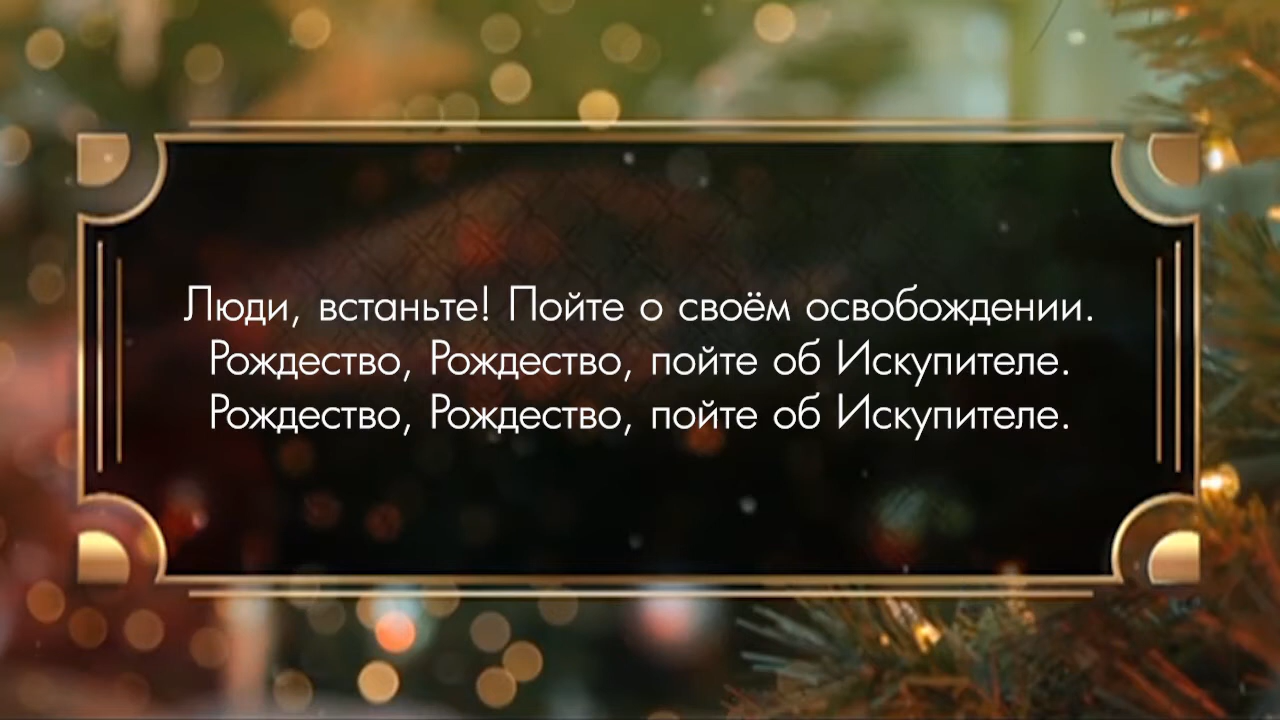 Люди, встаньте! Пойте о своём освобождении.
Рождество, Рождество, пойте об Искупителе.
Рождество, Рождество, пойте об Искупителе.